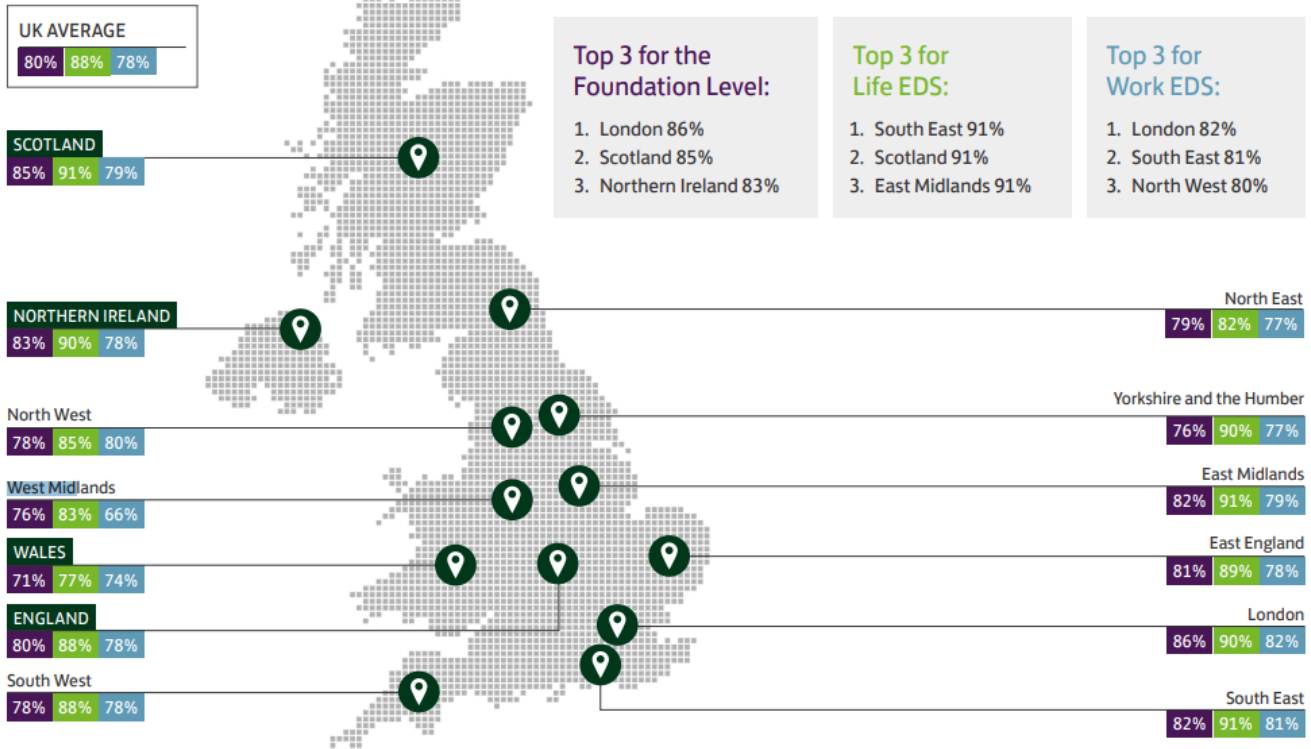 UK AVERAGE
80% 88% 78%
Top 3 for the
Foundation Level:
1. London 86%
2. Scotland 85%
3. Northern Ireland 83%
Top 3 for
Life EDS:
1. South East 91%
2. Scotland 91%
3. East Midlands 91%
Top 3 for
Work EDS:
1. London 82%
2. South East 81%
3. North West 80%
SCOTLAND
85% 91% 79%
NORTHERN IRELAND
83% 90% 78%
North West
78% 85% 80%
West Midlands
76% 83% 66%
WALES
71% 77% 74%
ENGLAND
80% 88% 78%
South West
78% 88% 78%
North East
79% 82% 77%
Yorkshire and the Humber
76% 90% 77%
East Midlands
82% 91% 79%
East England
81% 89% 78%
London
86% 90% 82%
South East
82% 91% 81%